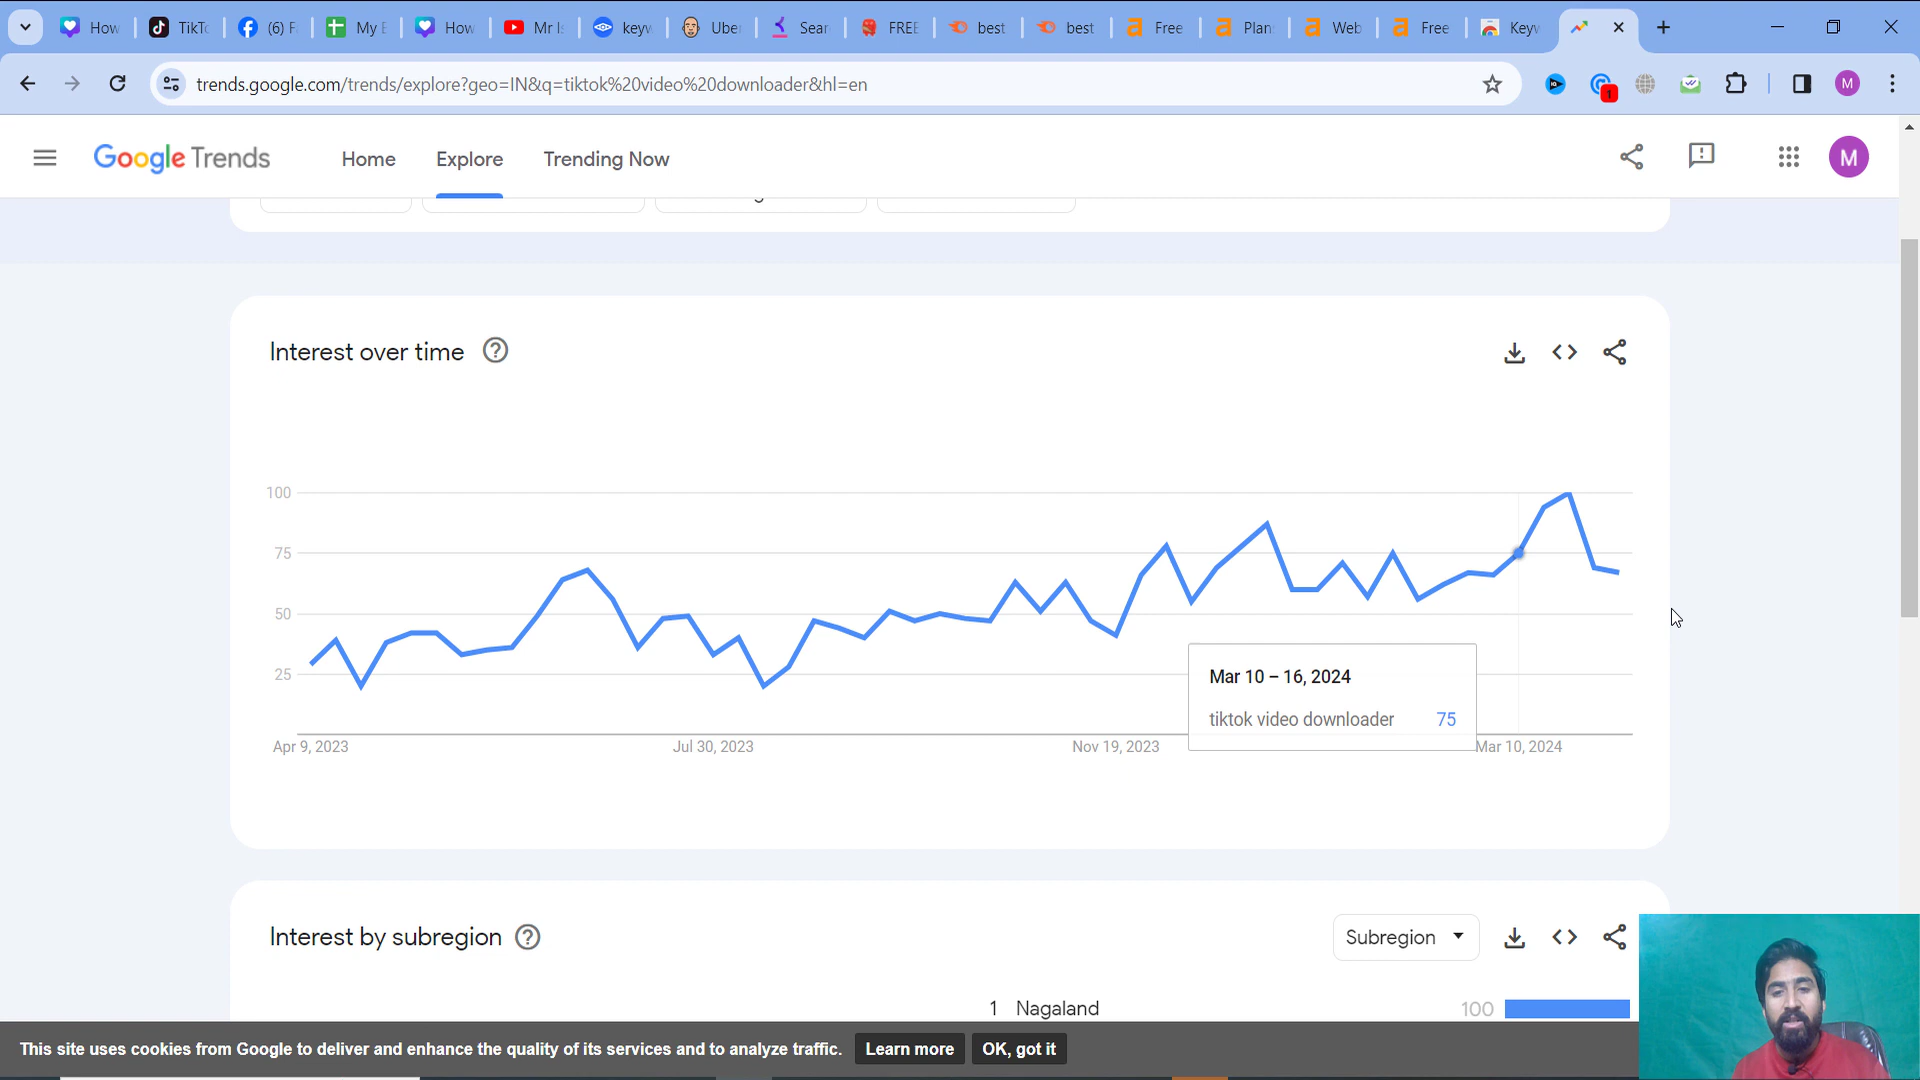 How
TikTo
(6) F
My E
How
Mr Is
keyw
Uber
Sear
FREE
best
best
Free
Plan
Web
Free
Keyw
trends.google.com/trends/explore?geo=IN&q=tiktok%20video%20downloader&hl=en
1
M
Google Trends
Home
Explore
Trending Now
M
Interest over time
100
75
50
25
Apr 9, 2023
Jul 30, 2023
Nov 19, 2023
Mar 10, 2024
Mar 10 – 16, 2024
tiktok video downloader 75
Interest by subregion
Subregion
1 Nagaland 100
This site uses cookies from Google to deliver and enhance the quality of its services and to analyze traffic.
Learn more
OK, got it